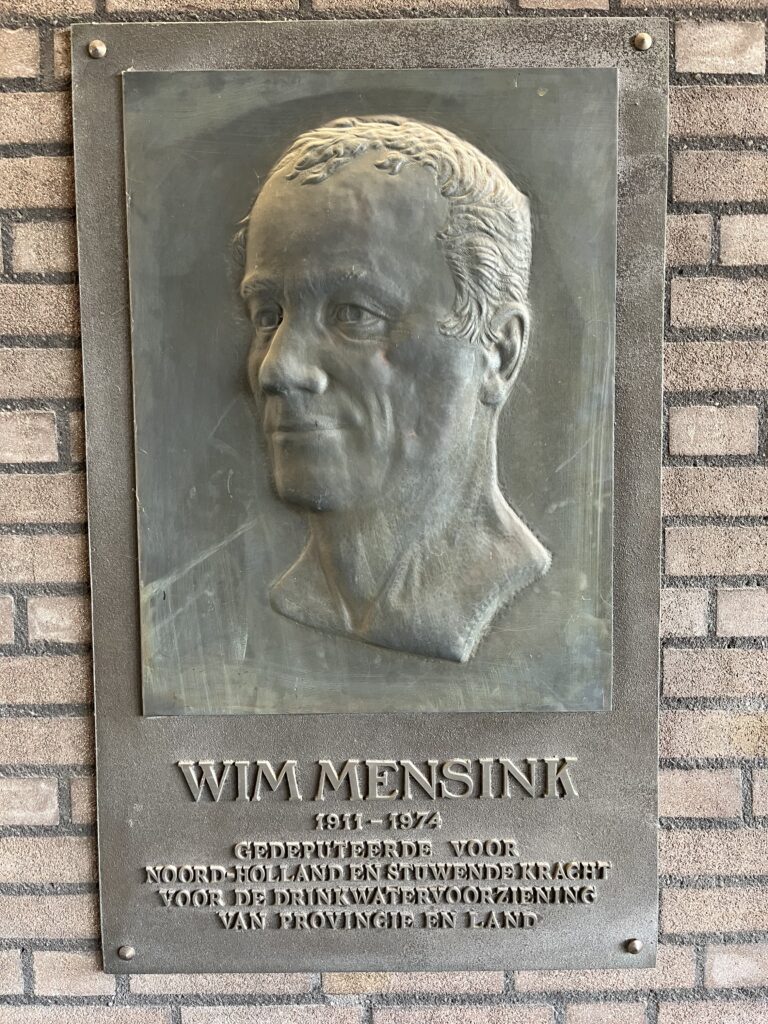 WIM MENSINK
1911-1974
GEDEPUTEERDE VOOR
NOORD-HOLLAND EN STUWENDE KRACHT
VOOR DE DRINKWATERVOORZIENING
VAN PROVINCIE EN LAND